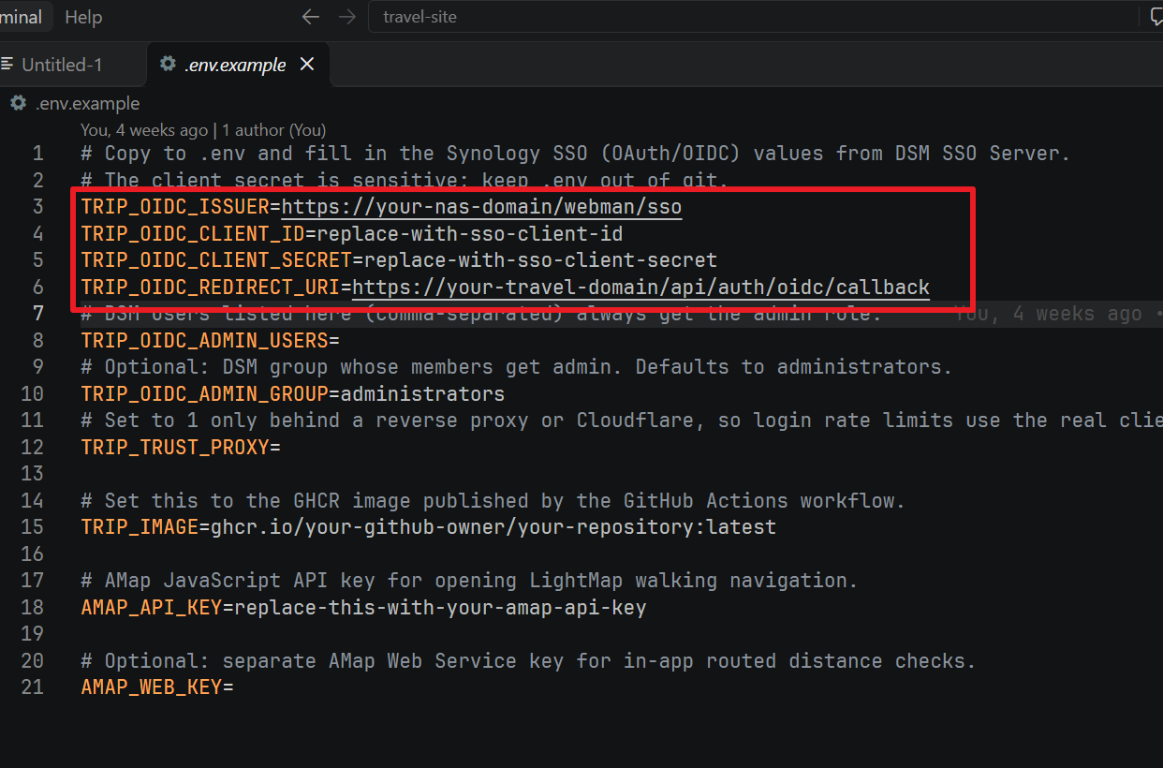 minal Help travel-site
Untitled-1 .env.example
.env.example
You, 4 weeks ago | 1 author (You)
1 # Copy to .env and fill in the Synology SSO (OAuth/OIDC) values from DSM SSO Server.
2 # The client secret is sensitive; keep .env out of git.
3 TRIP_OIDC_ISSUER=https://your-nas-domain/webman/sso
4 TRIP_OIDC_CLIENT_ID=replace-with-sso-client-id
5 TRIP_OIDC_CLIENT_SECRET=replace-with-sso-client-secret
6 TRIP_OIDC_REDIRECT_URI=https://your-travel-domain/api/auth/oidc/callback
7 # DSM users listed here (comma-separated) always get the admin role. You, 4 weeks ago •
8 TRIP_OIDC_ADMIN_USERS=
9 # Optional: DSM group whose members get admin. Defaults to administrators.
10 TRIP_OIDC_ADMIN_GROUP=administrators
11 # Set to 1 only behind a reverse proxy or Cloudflare, so login rate limits use the real clie
12 TRIP_TRUST_PROXY=
13
14 # Set this to the GHCR image published by the GitHub Actions workflow.
15 TRIP_IMAGE=ghcr.io/your-github-owner/your-repository:latest
16
17 # AMap JavaScript API key for opening LightMap walking navigation.
18 AMAP_API_KEY=replace-this-with-your-amap-api-key
19
20 # Optional: separate AMap Web Service key for in-app routed distance checks.
21 AMAP_WEB_KEY=